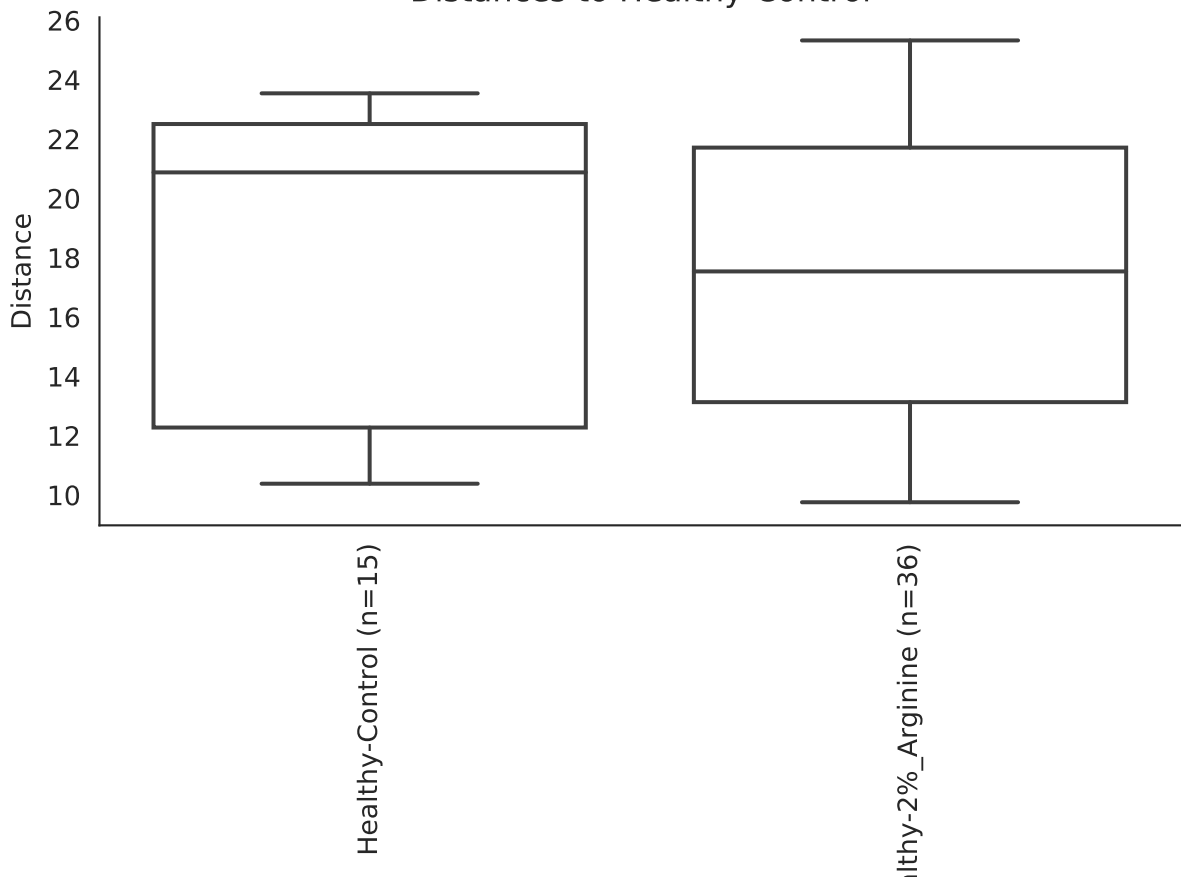 Distances to Healthy-Control
26
24
22
20
18
16
14
12
10
Distance
Healthy-Control (n=15)
althy-2%_Arginine (n=36)